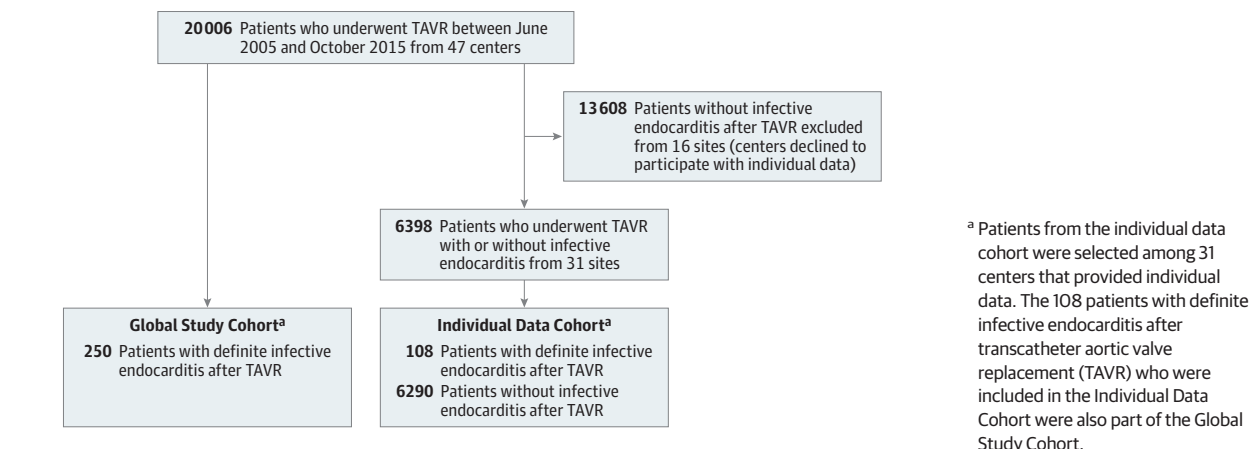 20006 Patients who underwent TAVR between June
2005 and October 2015 from 47 centers
13608 Patients without infective
endocarditis after TAVR excluded
from 16 sites (centers declined to
participate with individual data)
6398 Patients who underwent TAVR
with or without infective
endocarditis from 31 sites
Global Study Cohortᵃ
250 Patients with definite infective
endocarditis after TAVR
Individual Data Cohortᵃ
108 Patients with definite infective
endocarditis after TAVR
6290 Patients without infective
endocarditis after TAVR
ᵃ Patients from the individual data
cohort were selected among 31
centers that provided individual
data. The 108 patients with definite
infective endocarditis after
transcatheter aortic valve
replacement (TAVR) who were
included in the Individual Data
Cohort were also part of the Global
Study Cohort.